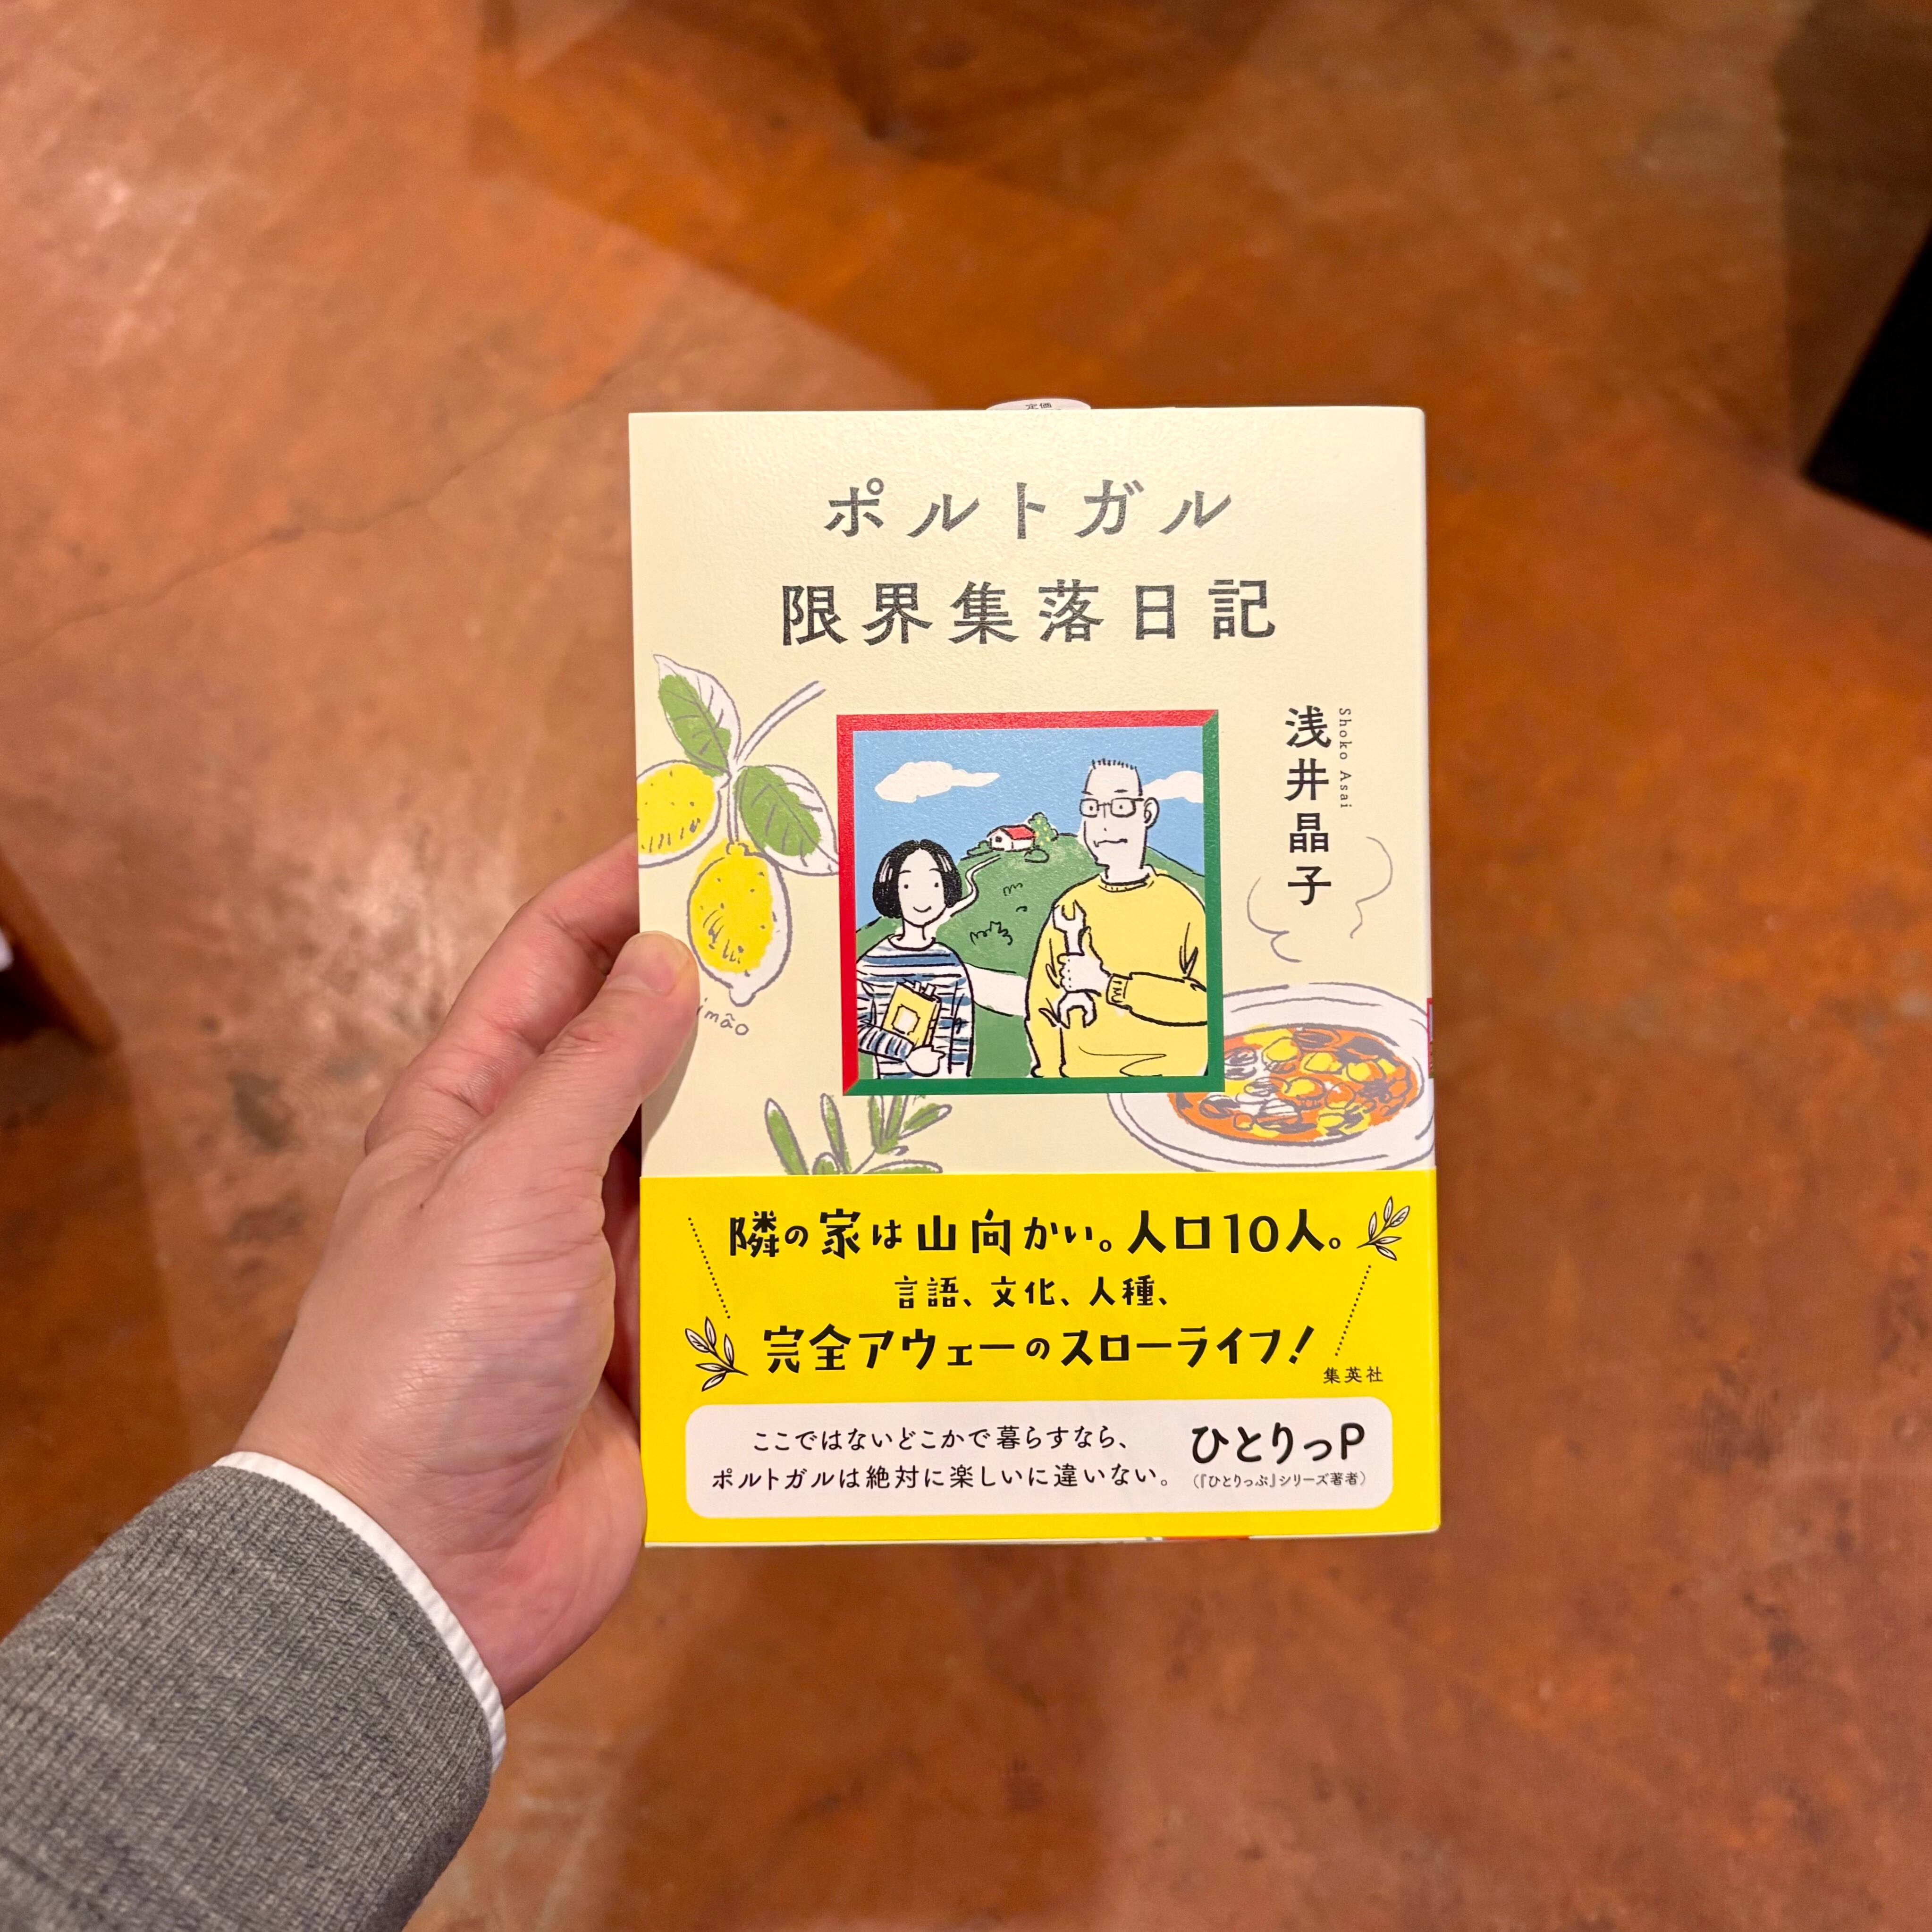 定価
ポルトガル
限界集落日記
浅井晶子
Shoko Asai
隣の家は山向かい。人口10人。
言語、文化、人種、
完全アウェーのスローライフ!
集英社
ここではないどこかで暮らすなら、
ポルトガルは絶対に楽しいに違いない。
ひとりっP
(『ひとりっぷ』シリーズ著者)